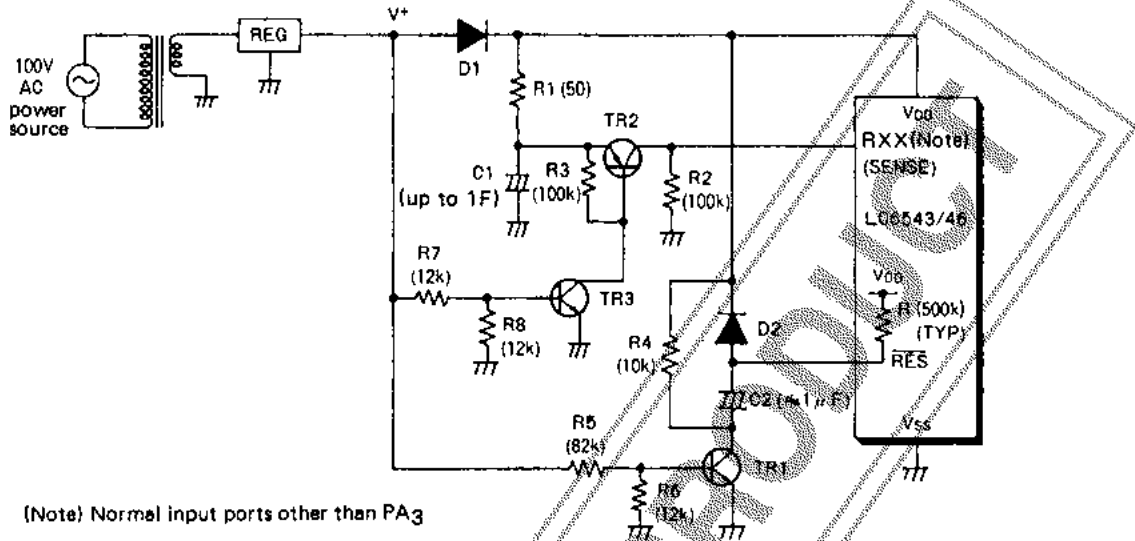 V+
REG
100V
AC
power
source
D1
R1 (50)
TR2
C1
(up to 1F)
R3
(100k)
R2
(100k)
VDD
RXX(Note)
(SENSE)
LC6543/46
R7
(12k)
TR3
R8
(12k)
VDD
R (500k)
(TYP)
RES
D2
R4
(10k)
C2
VSS
R5
(82k)
TR1
R6
(12k)
(Note) Normal input ports other than PA3